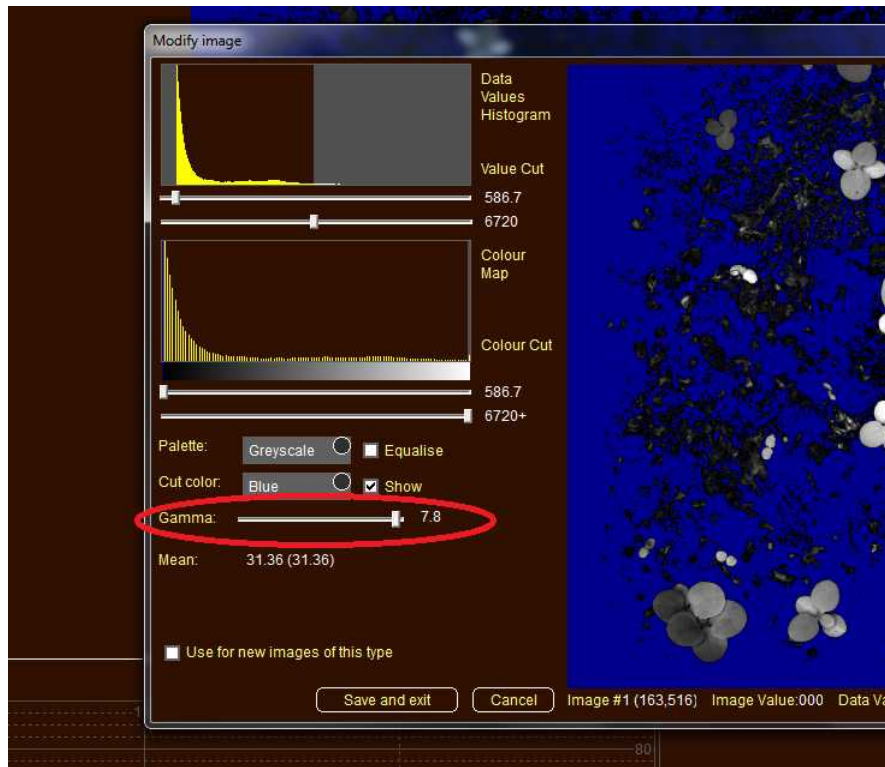 Modify image
Data
Values
Histogram
Value Cut
586.7
6720
Colour
Map
Colour Cut
586.7
6720+
Palette: Greyscale Equalise
Cut color: Blue Show
Gamma: 7.8
Mean: 31.36 (31.36)
Use for new images of this type
Save and exit Cancel Image #1 (163,516) Image Value:000 Data Va
1
80